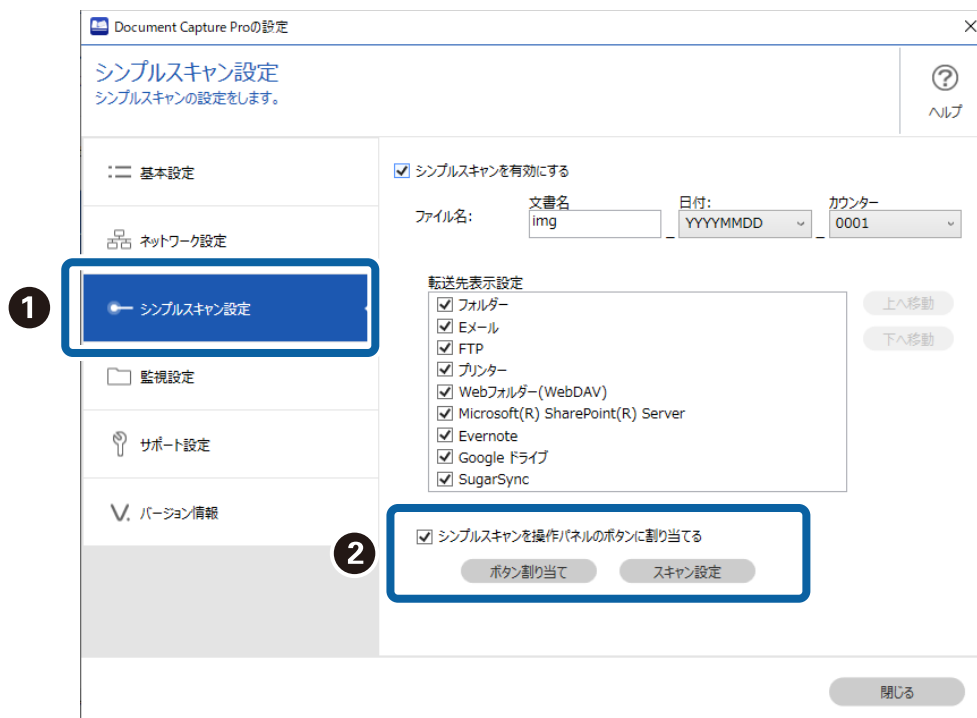 Document Capture Proの設定
シンプルスキャン設定
シンプルスキャンの設定をします。
ヘルプ
基本設定
ネットワーク設定
1
シンプルスキャン設定
監視設定
サポート設定
バージョン情報
シンプルスキャンを有効にする
文書名 日付: カウンター
ファイル名: img _ YYYYMMDD _ 0001
転送先表示設定
フォルダー
Eメール
FTP
プリンター
Webフォルダー(WebDAV)
Microsoft(R) SharePoint(R) Server
Evernote
Google ドライブ
SugarSync
上へ移動
下へ移動
2
シンプルスキャンを操作パネルのボタンに割り当てる
ボタン割り当て スキャン設定
閉じる